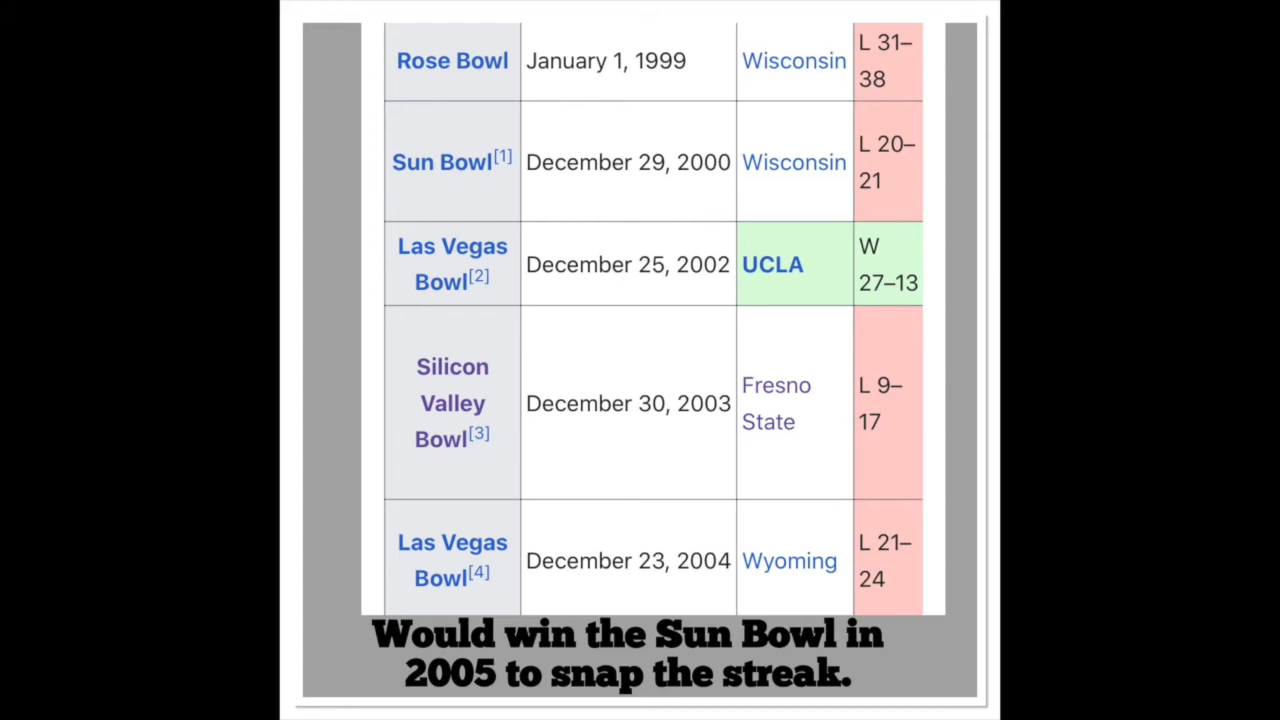 Rose Bowl January 1, 1999 Wisconsin L 31–
38
Sun Bowl[1] December 29, 2000 Wisconsin L 20–
21
Las Vegas
Bowl[2] December 25, 2002 UCLA W
27–13
Silicon
Valley
Bowl[3] December 30, 2003 Fresno
State L 9–
17
Las Vegas
Bowl[4] December 23, 2004 Wyoming L 21–
24
Would win the Sun Bowl in
2005 to snap the streak.